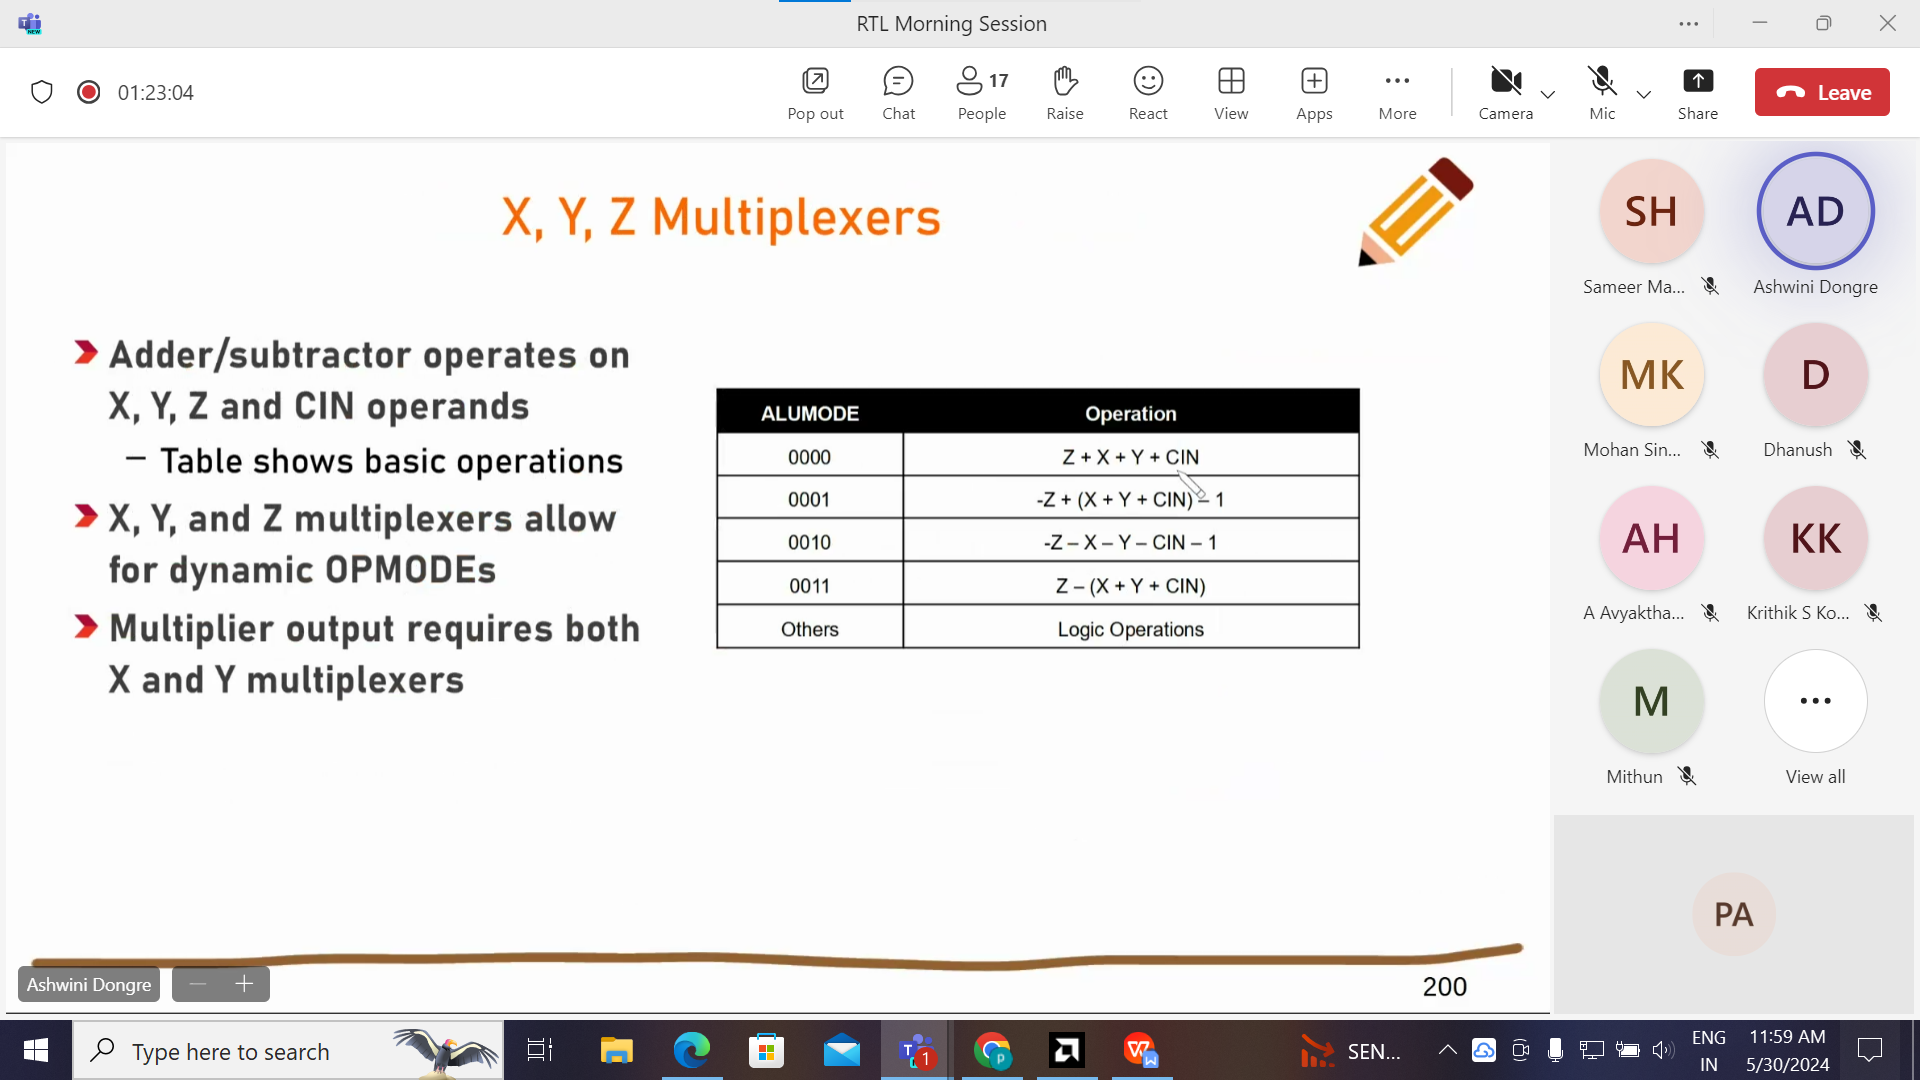 RTL Morning Session
01:23:04
Pop out
Chat
17
People
Raise
React
View
Apps
More
Camera
Mic
Share
Leave
X, Y, Z Multiplexers
Adder/subtractor operates on
X, Y, Z and CIN operands
– Table shows basic operations
X, Y, and Z multiplexers allow
for dynamic OPMODEs
Multiplier output requires both
X and Y multiplexers
ALUMODE Operation
0000 Z + X + Y + CIN
0001 -Z + (X + Y + CIN) – 1
0010 -Z – X – Y – CIN – 1
0011 Z – (X + Y + CIN)
Others Logic Operations
200
Ashwini Dongre
SH
Sameer Ma...
AD
Ashwini Dongre
MK
Mohan Sin...
D
Dhanush
AH
A Avyaktha...
KK
Krithik S Ko...
M
Mithun
View all
PA
Type here to search
NEW
1
p
W
SEN...
ENG
IN
11:59 AM
5/30/2024